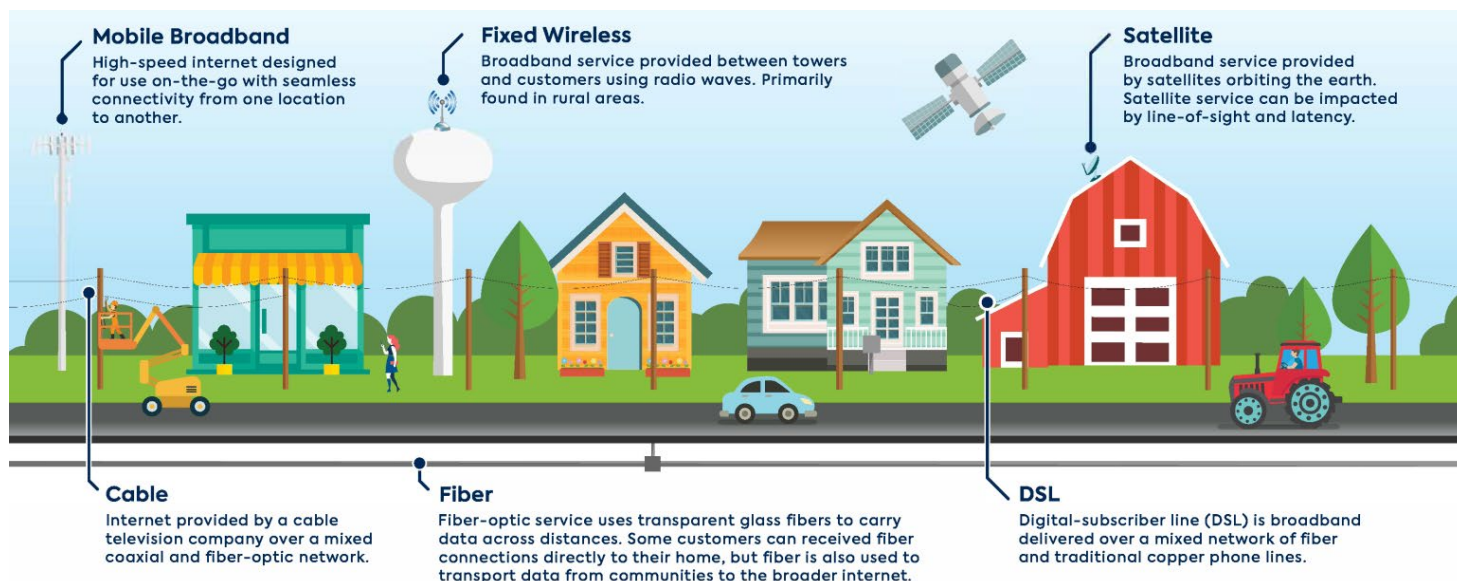 Mobile Broadband
High-speed internet designed
for use on-the-go with seamless
connectivity from one location
to another.
Fixed Wireless
Broadband service provided between towers
and customers using radio waves. Primarily
found in rural areas.
Satellite
Broadband service provided
by satellites orbiting the earth.
Satellite service can be impacted
by line-of-sight and latency.
Cable
Internet provided by a cable
television company over a mixed
coaxial and fiber-optic network.
Fiber
Fiber-optic service uses transparent glass fibers to carry
data across distances. Some customers can received fiber
connections directly to their home, but fiber is also used to
transport data from communities to the broader internet.
DSL
Digital-subscriber line (DSL) is broadband
delivered over a mixed network of fiber
and traditional copper phone lines.